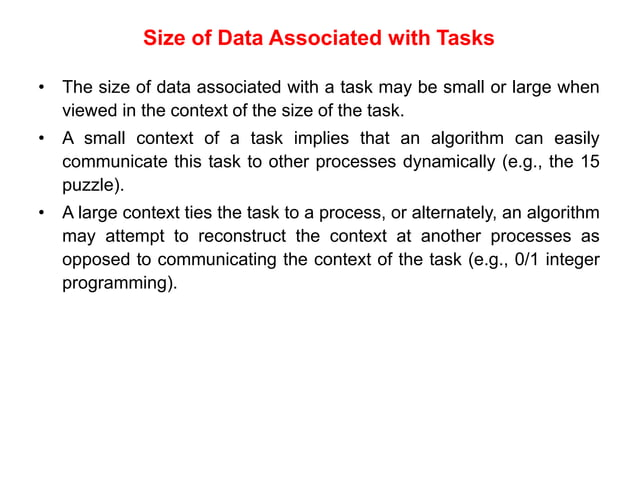 Size of Data Associated with Tasks
• The size of data associated with a task may be small or large when
viewed in the context of the size of the task.
• A small context of a task implies that an algorithm can easily
communicate this task to other processes dynamically (e.g., the 15
puzzle).
• A large context ties the task to a process, or alternately, an algorithm
may attempt to reconstruct the context at another processes as
opposed to communicating the context of the task (e.g., 0/1 integer
programming).